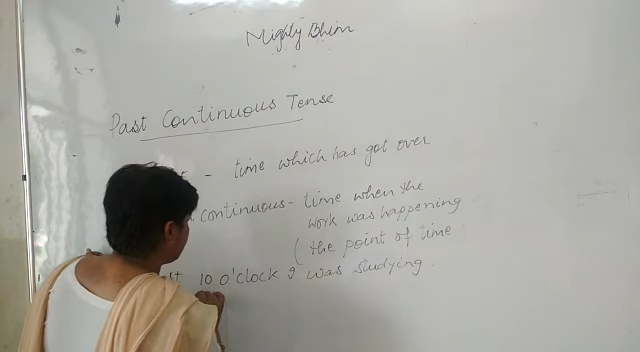 Mighty Bhim
Past Continuous Tense
- time which has got over
continuous - time when the
work was happening
(the point of time
10 o'clock I was studying.